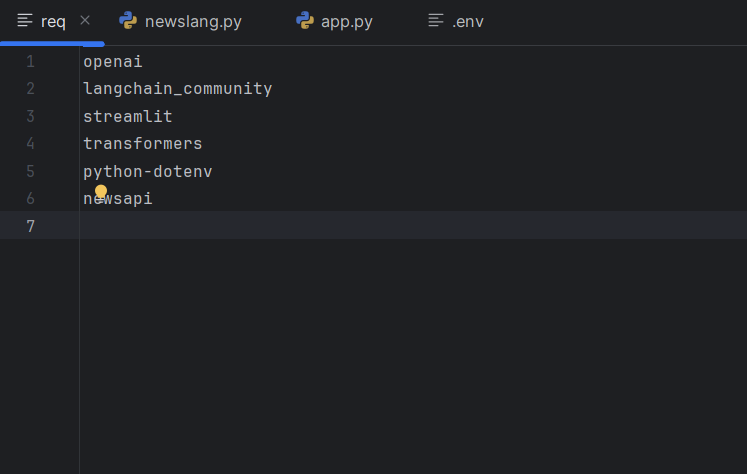 req
newslang.py
app.py
.env
1 openai
2 langchain_community
3 streamlit
4 transformers
5 python-dotenv
6 newsapi
7